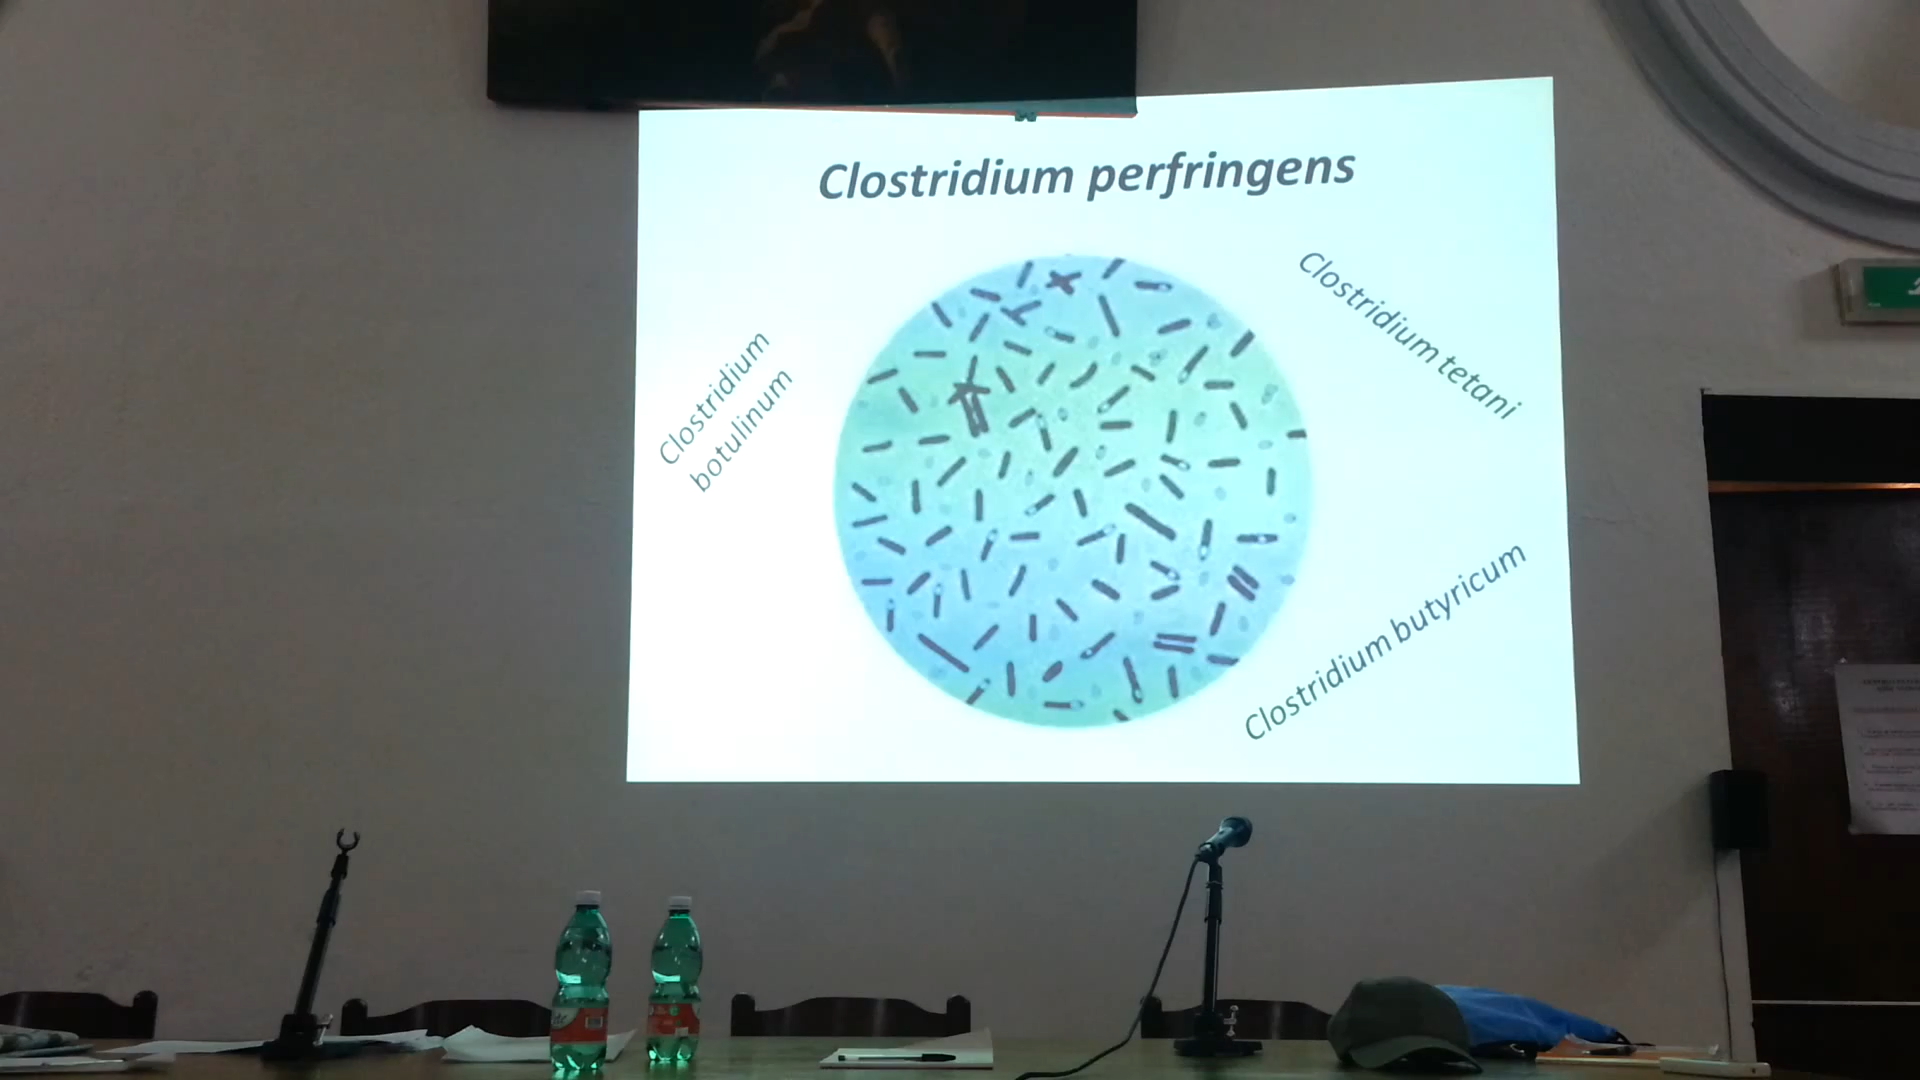 Clostridium perfringens
Clostridium
botulinum
Clostridium tetani
Clostridium butyricum